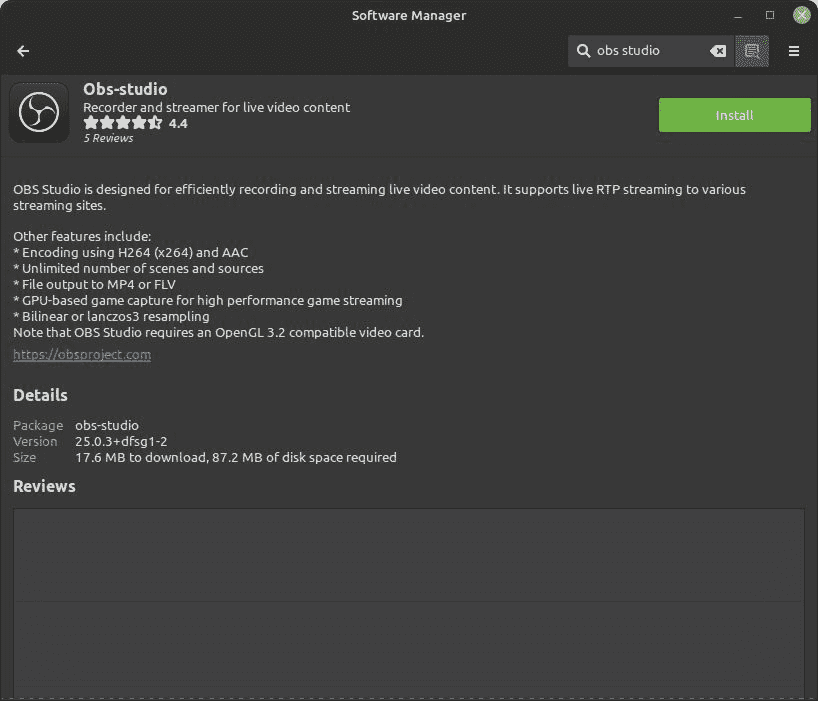 Software Manager
obs studio
Obs-studio
Recorder and streamer for live video content
4.4
5 Reviews
Install
OBS Studio is designed for efficiently recording and streaming live video content. It supports live RTP streaming to various
streaming sites.
Other features include:
* Encoding using H264 (x264) and AAC
* Unlimited number of scenes and sources
* File output to MP4 or FLV
* GPU-based game capture for high performance game streaming
* Bilinear or lanczos3 resampling
Note that OBS Studio requires an OpenGL 3.2 compatible video card.
https://obsproject.com
Details
Package obs-studio
Version 25.0.3+dfsg1-2
Size 17.6 MB to download, 87.2 MB of disk space required
Reviews